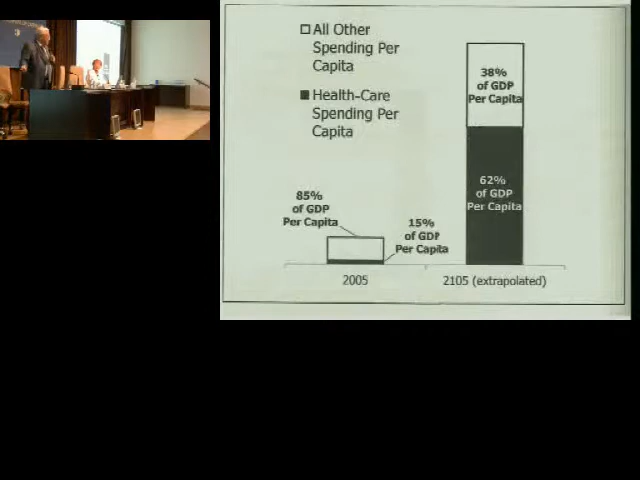 All Other
Spending Per
Capita
Health-Care
Spending Per
Capita
38%
of GDP
Per Capita
62%
of GDP
Per Capita
85%
of GDP
Per Capita
15%
of GDP
Per Capita
2005
2105 (extrapolated)